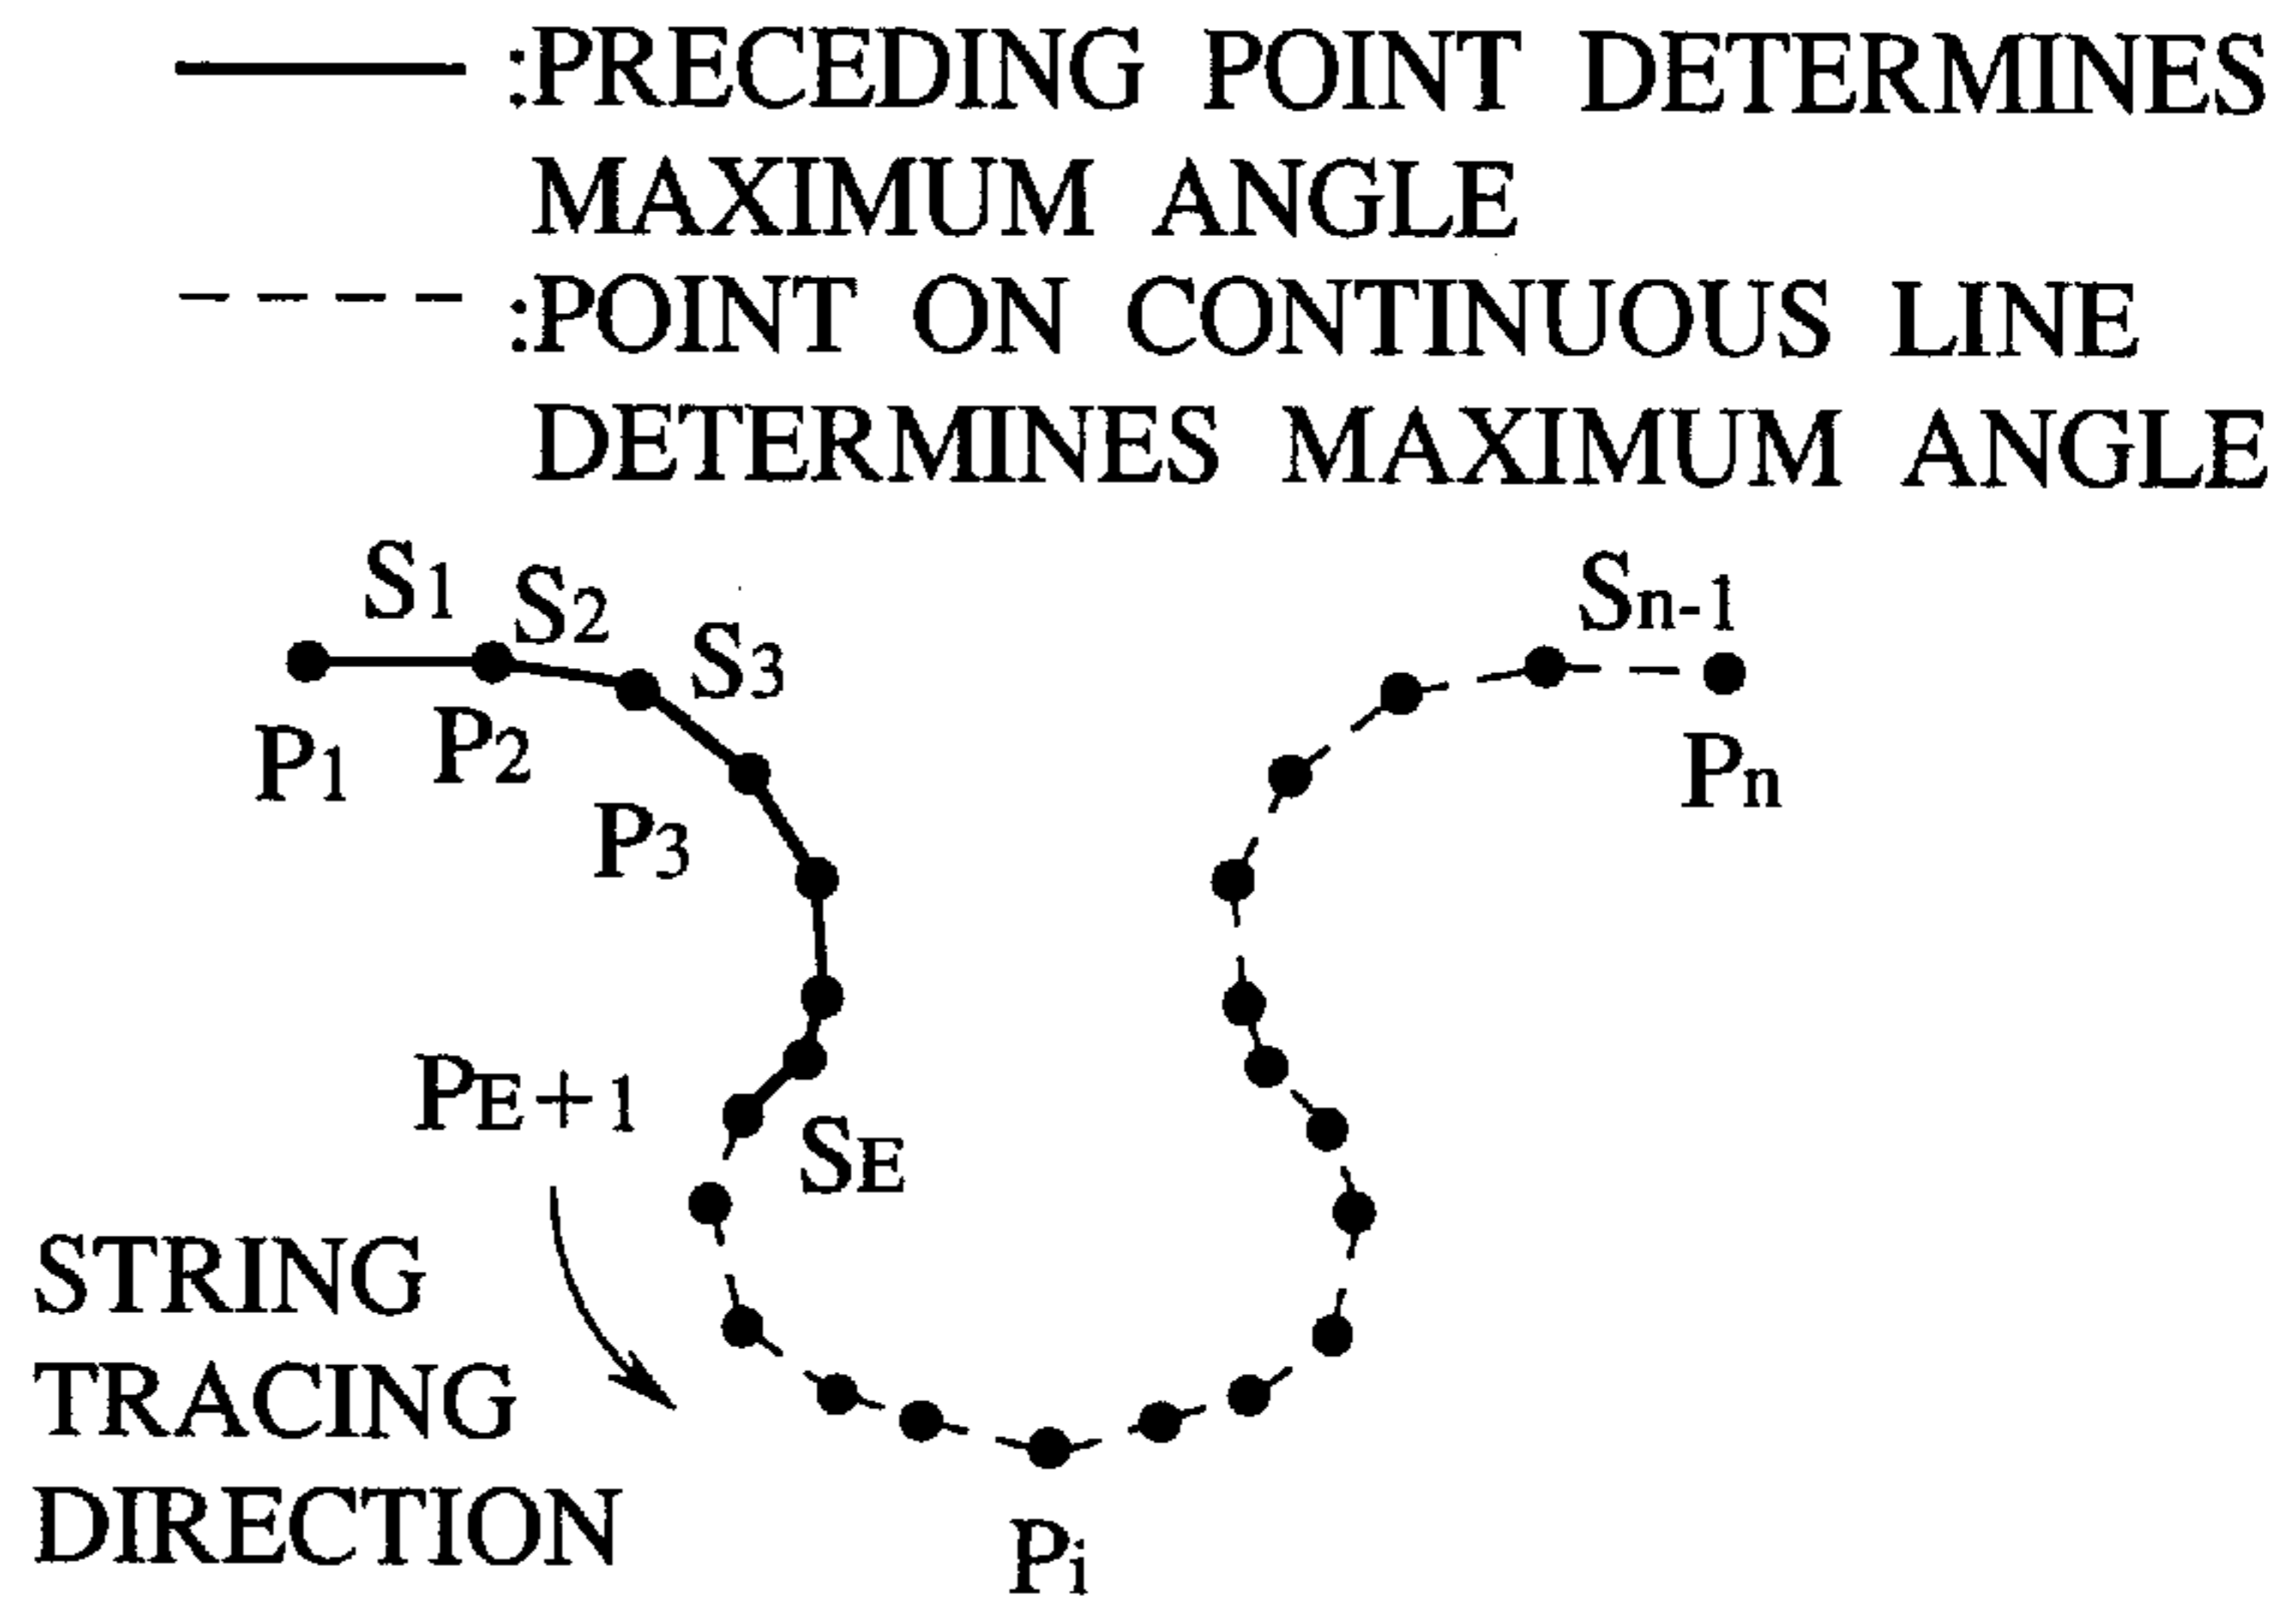 :PRECEDING POINT DETERMINES
MAXIMUM ANGLE
:POINT ON CONTINUOUS LINE
DETERMINES MAXIMUM ANGLE
S1
S2
S3
Sn-1
P1
P2
P3
Pn
PE+1
SE
STRING
TRACING
DIRECTION
Pi